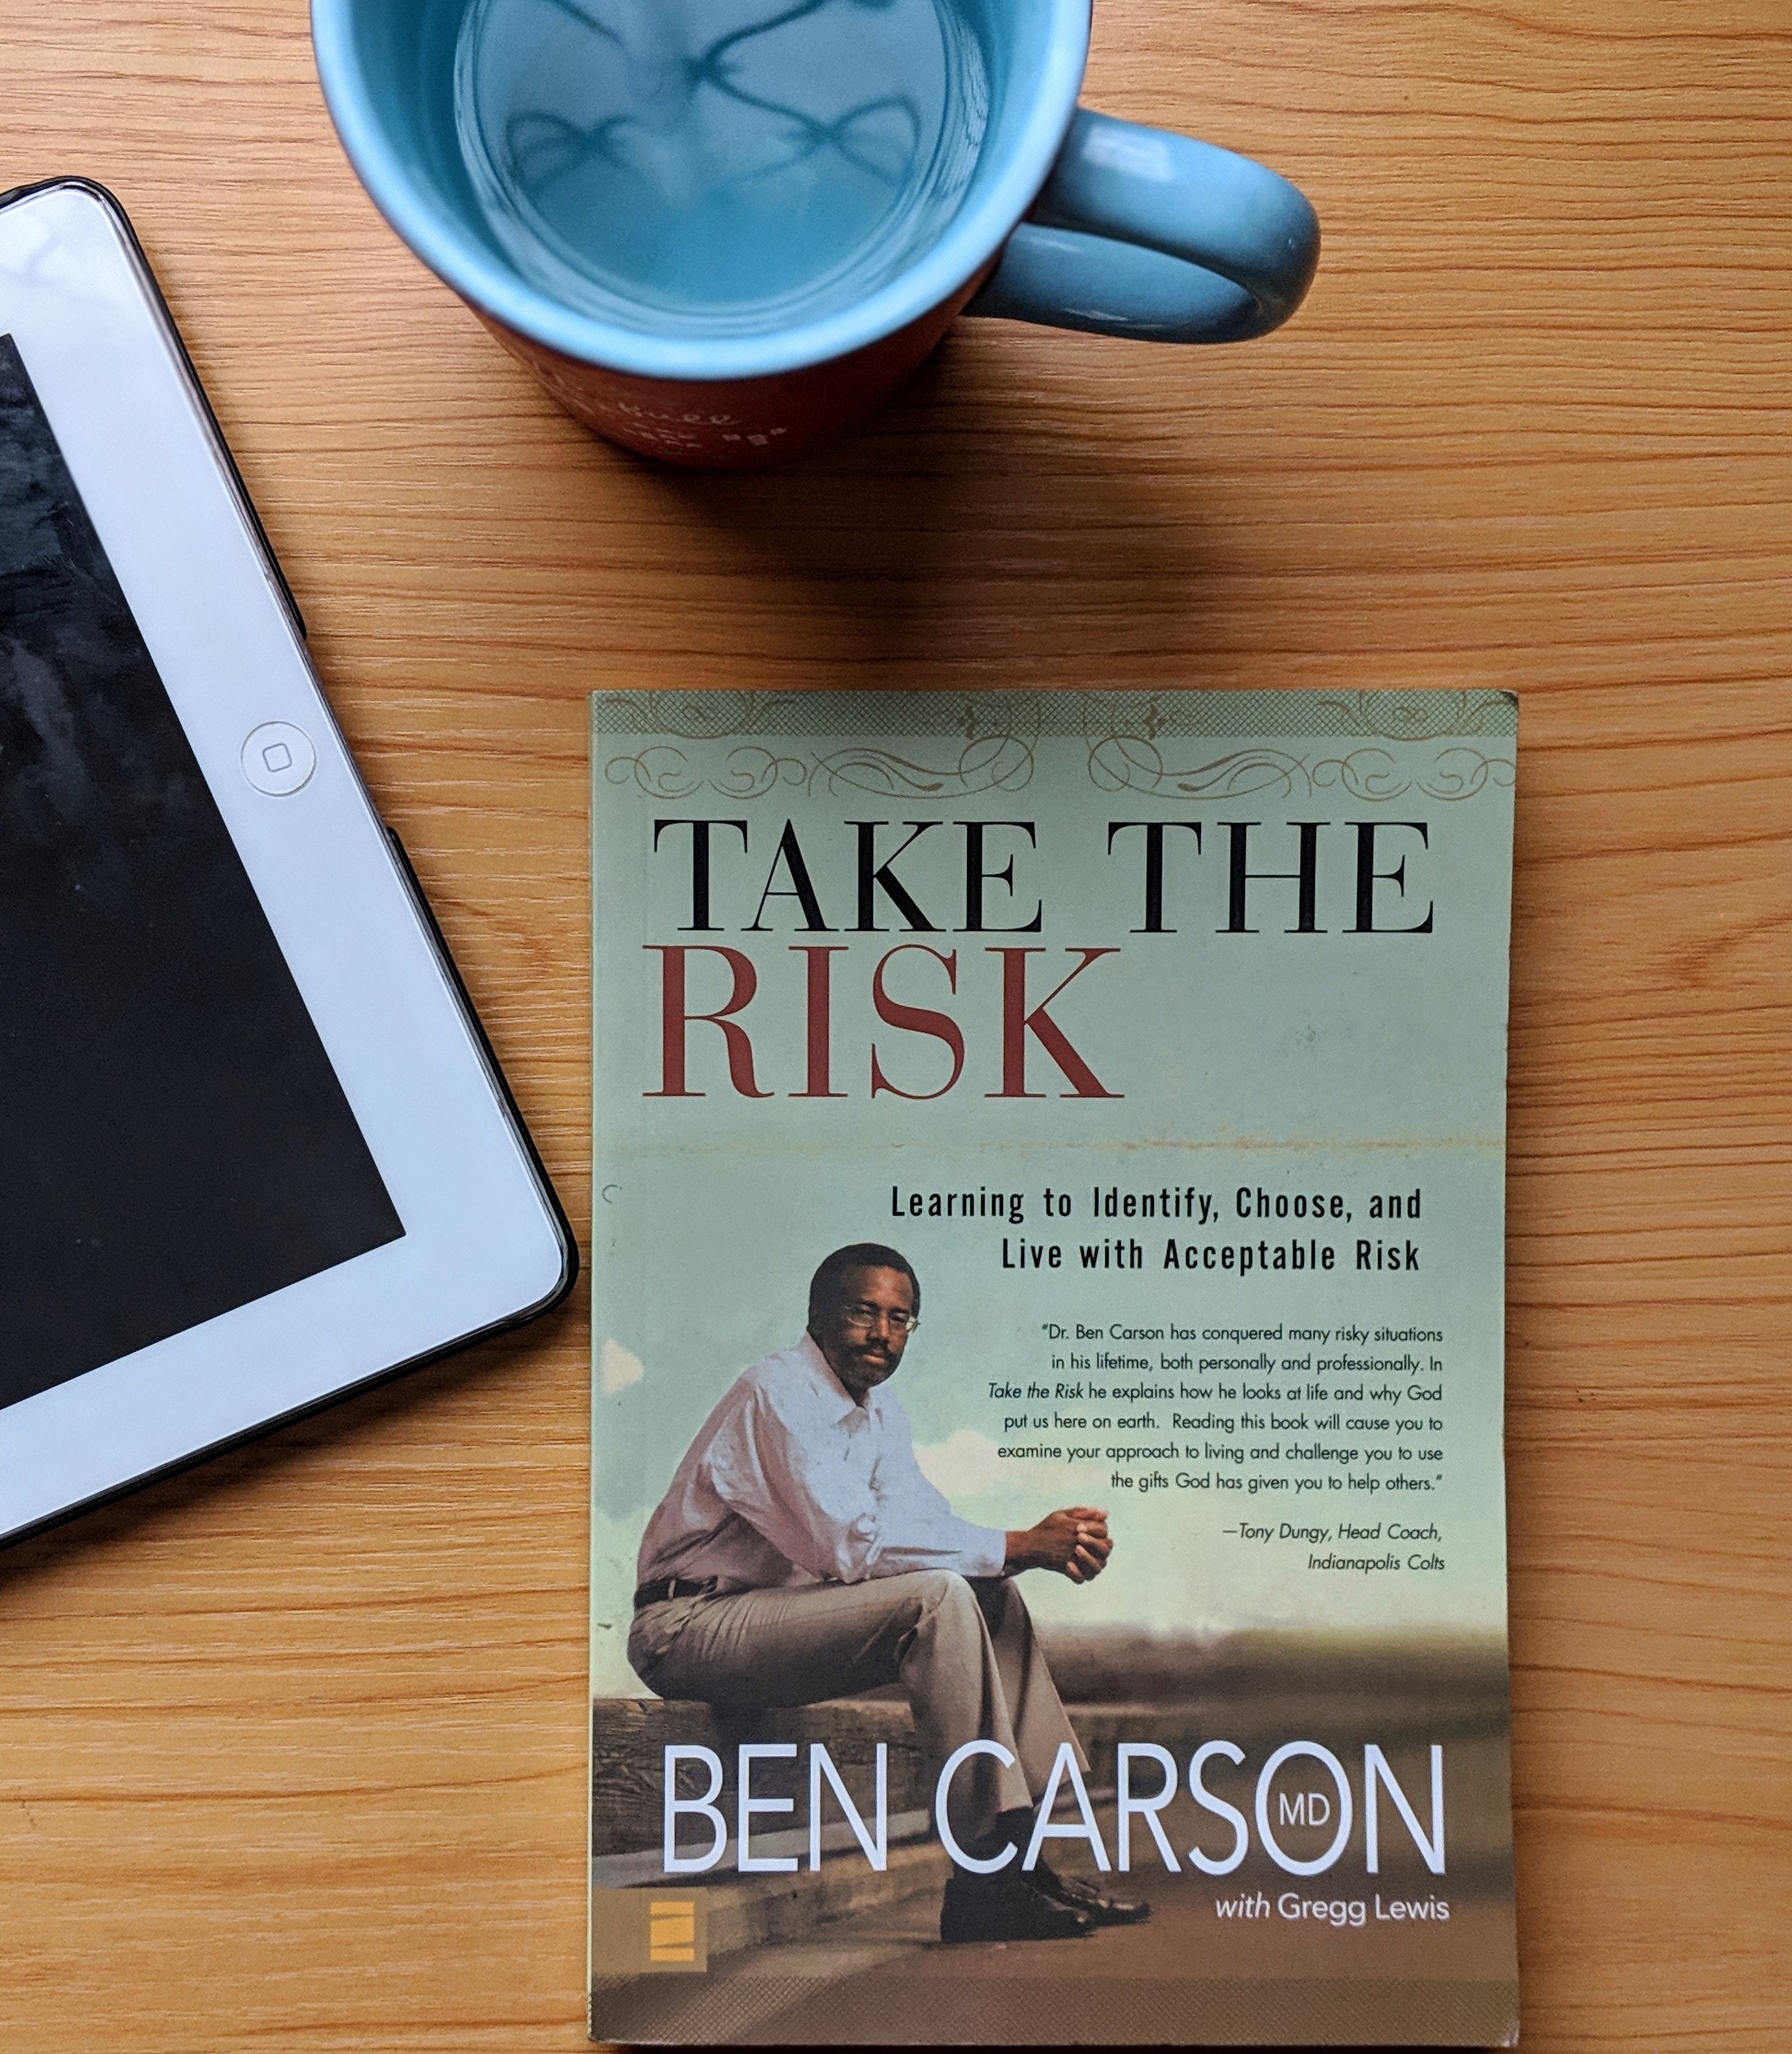 TAKE THE
RISK
Learning to Identify, Choose, and
Live with Acceptable Risk
“Dr. Ben Carson has conquered many risky situations
in his lifetime, both personally and professionally. In
Take the Risk he explains how he looks at life and why God
put us here on earth. Reading this book will cause you to
examine your approach to living and challenge you to use
the gifts God has given you to help others.”
—Tony Dungy, Head Coach,
Indianapolis Colts
BEN CARSON
MD
with Gregg Lewis